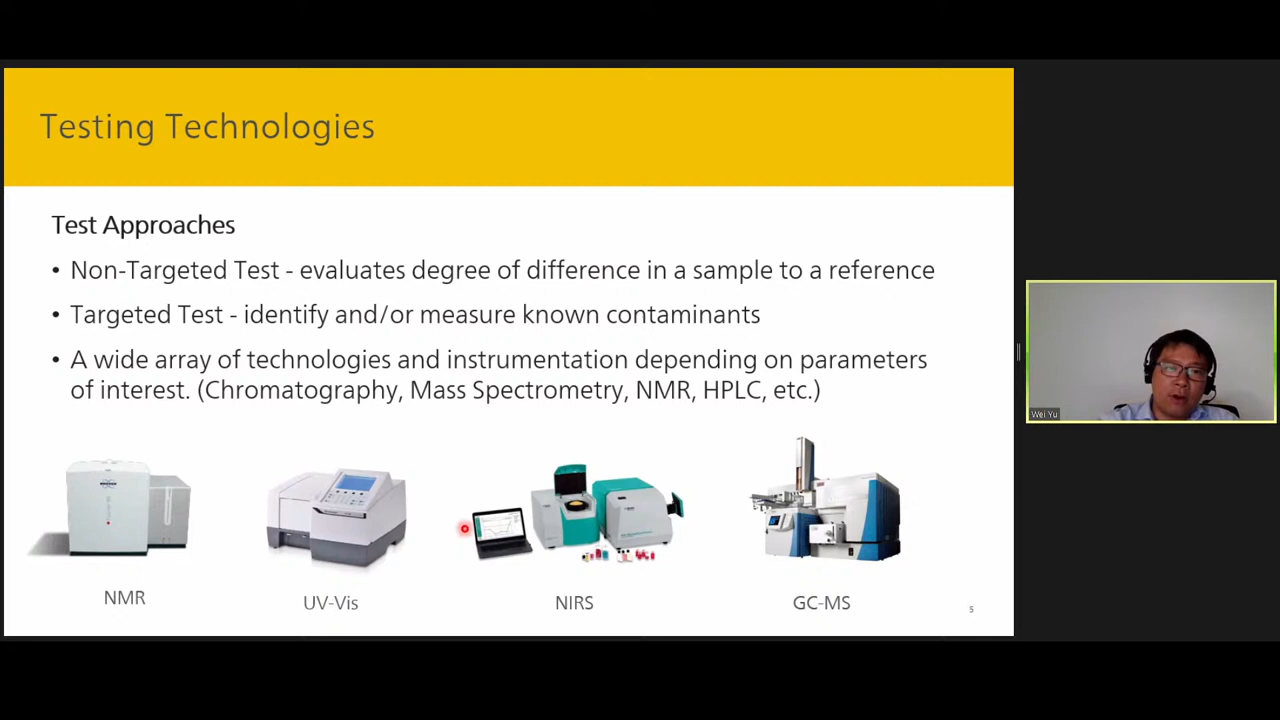 Testing Technologies
Test Approaches
• Non-Targeted Test - evaluates degree of difference in a sample to a reference
• Targeted Test - identify and/or measure known contaminants
• A wide array of technologies and instrumentation depending on parameters
of interest. (Chromatography, Mass Spectrometry, NMR, HPLC, etc.)
NMR
UV-Vis
NIRS
GC-MS
5
Wei Yu